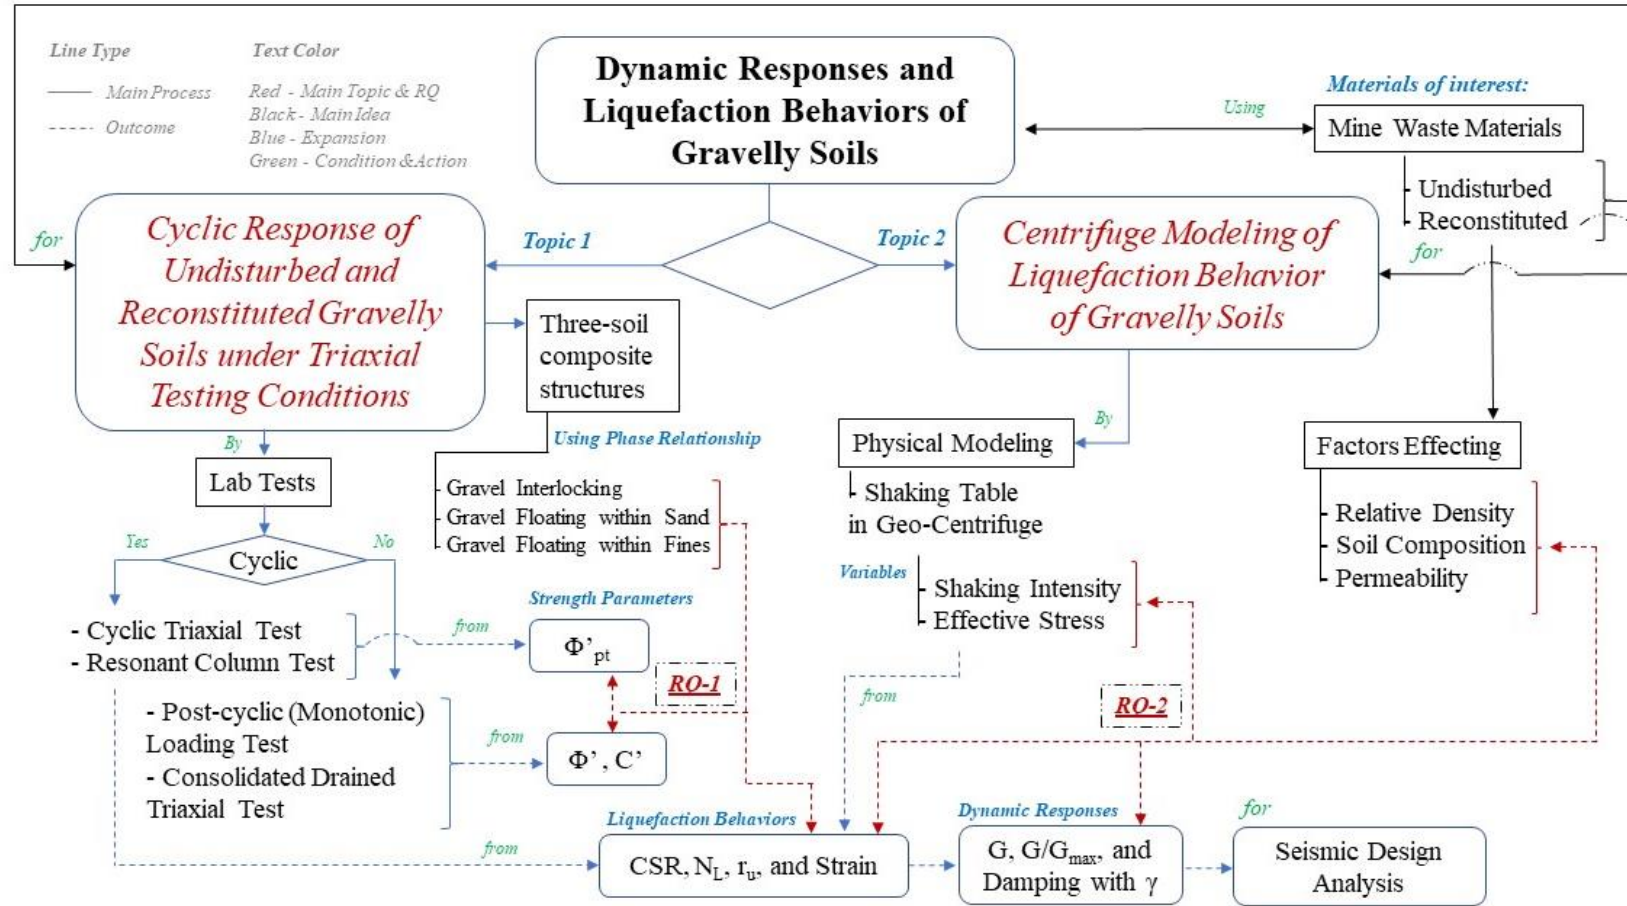 Line Type
Text Color
Main Process
Outcome
Red - Main Topic & RQ
Black - Main Idea
Blue - Expansion
Green - Condition &Action
Dynamic Responses and
Liquefaction Behaviors of
Gravelly Soils
Materials of interest:
Using
Mine Waste Materials
- Undisturbed
- Reconstituted
for
Cyclic Response of
Undisturbed and
Reconstituted Gravelly
Soils under Triaxial
Testing Conditions
Topic 1
Topic 2
Centrifuge Modeling of
Liquefaction Behavior
of Gravelly Soils
for
Three-soil
composite
structures
Using Phase Relationship
- Gravel Interlocking
- Gravel Floating within Sand
- Gravel Floating within Fines
By
Physical Modeling
- Shaking Table
in Geo-Centrifuge
Variables
- Shaking Intensity
- Effective Stress
Factors Effecting
- Relative Density
- Soil Composition
- Permeability
By
Lab Tests
Yes
No
Cyclic
- Cyclic Triaxial Test
- Resonant Column Test
from
Strength Parameters
Φ’pt
- Post-cyclic (Monotonic)
Loading Test
- Consolidated Drained
Triaxial Test
from
Φ’ , C’
RQ-1
from
RQ-2
from
Liquefaction Behaviors
CSR, NL, ru, and Strain
Dynamic Responses
G, G/Gmax, and
Damping with γ
for
Seismic Design
Analysis